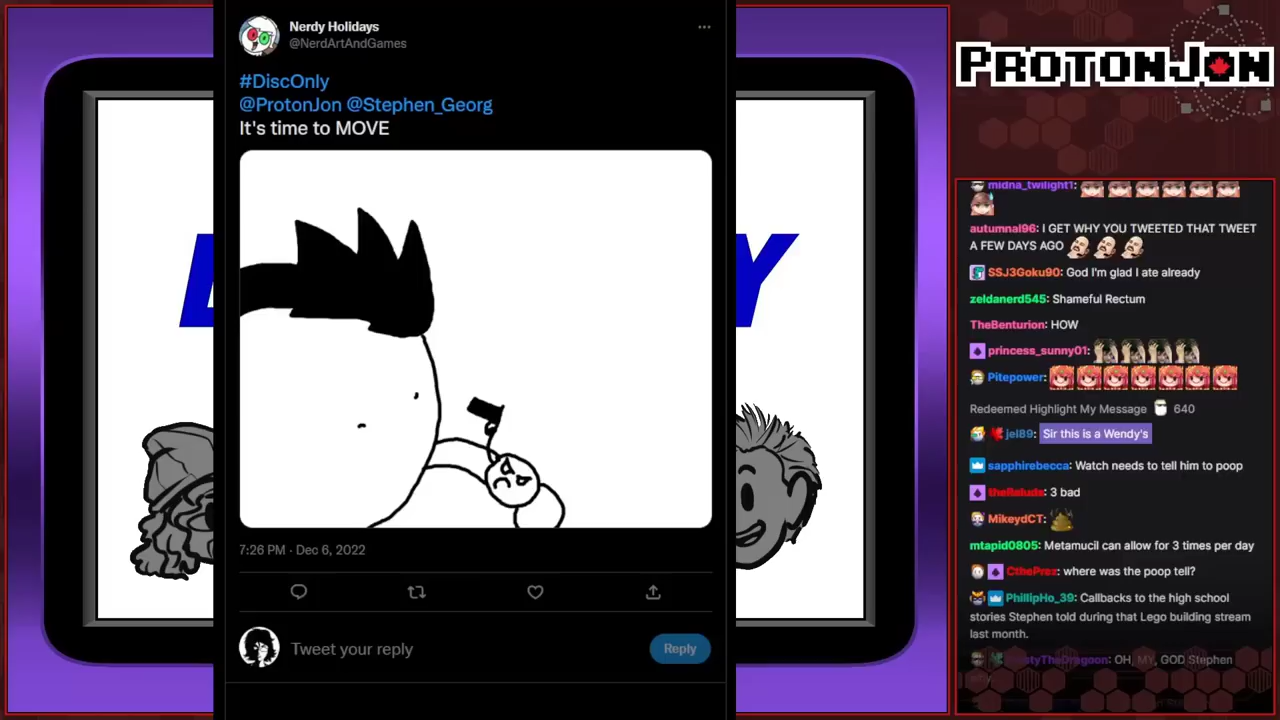 Nerdy Holidays
@NerdArtAndGames
#DiscOnly
@ProtonJon @Stephen_Georg
It's time to MOVE
7:26 PM · Dec 6, 2022
Tweet your reply
Reply
Y
PROTONJON
midna_twilight1:
autumnal96: I GET WHY YOU TWEETED THAT TWEET
A FEW DAYS AGO
SSJ3Goku90: God I'm glad I ate already
zeldanerd545: Shameful Rectum
TheBenturion: HOW
princess_sunny01:
Pitepower:
Redeemed Highlight My Message 640
jel89: Sir this is a Wendy's
sapphirebecca: Watch needs to tell him to poop
3 bad
MikeydCT:
mtapid0805: Metamucil can allow for 3 times per day
CthePrez: where was the poop tell?
PhillipHo_39: Callbacks to the high school
stories Stephen told during that Lego building stream
last month.
OH, MY, GOD Stephen